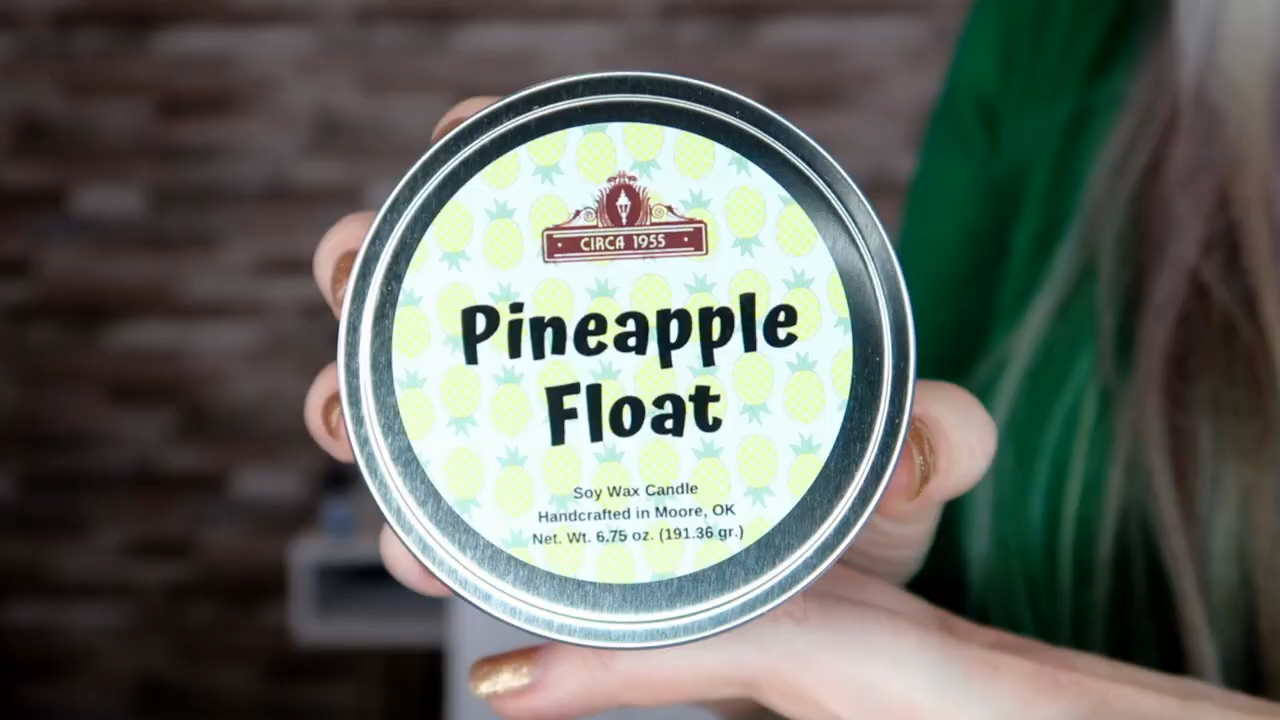 · CIRCA 1955 ·
Pineapple
Float
Soy Wax Candle
Handcrafted in Moore, OK
Net. Wt. 6.75 oz. (191.36 gr.)